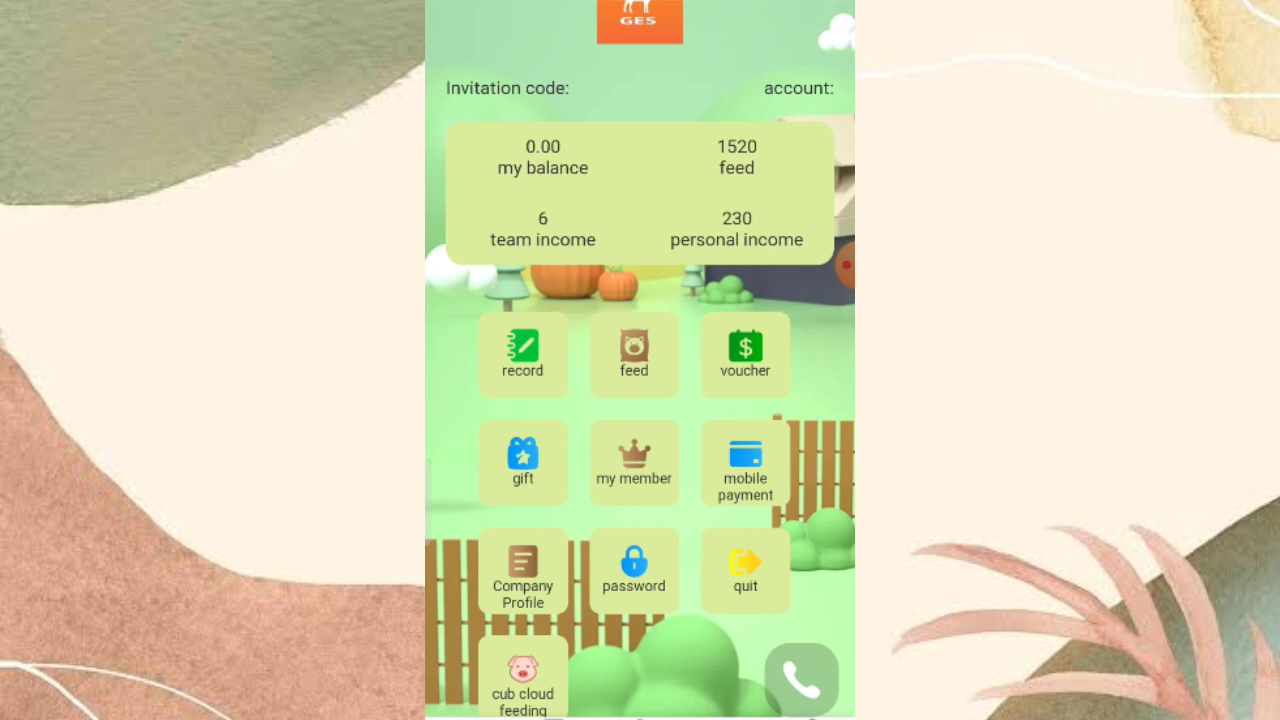 GES
Invitation code:
account:
0.00
my balance
1520
feed
6
team income
230
personal income
record
feed
voucher
gift
my member
mobile
payment
Company
Profile
password
quit
cub cloud
feeding